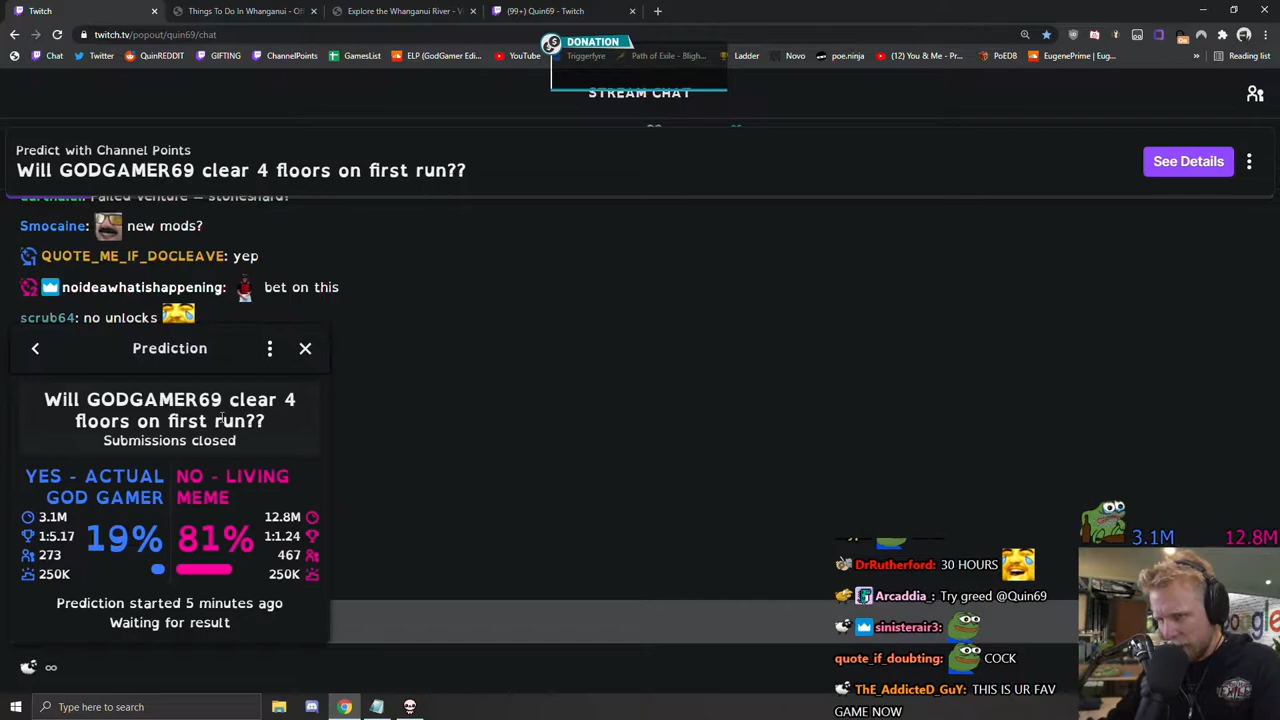 Twitch
Things To Do In Whanganui - Of
Explore the Whanganui River - V
(99+) Quin69 - Twitch
twitch.tv/popout/quin69/chat
DONATION
Chat
Twitter
QuinREDDIT
GIFTING
ChannelPoints
GamesList
ELP (GodGamer Edi...
YouTube
Triggerfyre
Path of Exile - Bligh...
Ladder
Novo
poe.ninja
(12) You & Me - Pr...
PoEDB
EugenePrime | Eug...
Reading list
STREAM CHAT
Predict with Channel Points
Will GODGAMER69 clear 4 floors on first run??
See Details
Smocaine: new mods?
QUOTE_ME_IF_DOCLEAVE: yep
noideawhatishappening: bet on this
scrub64: no unlocks
Prediction
Will GODGAMER69 clear 4
floors on first run??
Submissions closed
YES - ACTUAL
GOD GAMER
3.1M
1:5.17
273
250K
19%
NO - LIVING
MEME
81%
12.8M
1:1.24
467
250K
Prediction started 5 minutes ago
Waiting for result
3.1M
12.8M
DrRutherford: 30 HOURS
Arcaddia_: Try greed @Quin69
sinisterair3:
quote_if_doubting: COCK
ThE_AddicteD_GuY: THIS IS UR FAV
GAME NOW
Type here to search